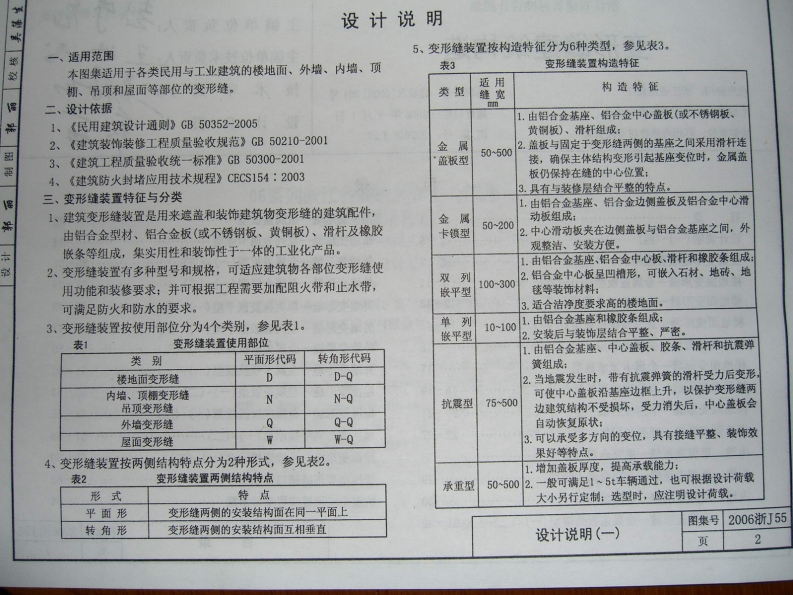 设计说明
一、适用范围
本图集适用于各类民用与工业建筑的楼地面、外墙、内墙、顶
棚、吊顶和屋面等部位的变形缝。
二、设计依据
1、《民用建筑设计通则》GB 50352-2005
2、《建筑装饰装修工程质量验收规范》GB 50210-2001
3、《建筑工程质量验收统一标准》GB 50300-2001
4、《建筑防火封堵应用技术规程》CECS154:2003
三、变形缝装置特征与分类
1、建筑变形缝装置是用来遮盖和装饰建筑物变形缝的建筑配件，
由铝合金型材、铝合金板(或不锈钢板、黄铜板)、滑杆及橡胶
嵌条等组成，集实用性和装饰性于一体的工业化产品。
2、变形缝装置有多种型号和规格，可适应建筑物各部位变形缝使
用功能和装修要求；并可根据工程需要加配阻火带和止水带，
可满足防火和防水的要求。
3、变形缝装置按使用部位分为4个类别，参见表1。
表1 变形缝装置使用部位
类 别 平面形代码 转角形代码
楼地面变形缝 D D-Q
内墙、顶棚变形缝
吊顶变形缝 N N-Q
外墙变形缝 Q Q-Q
屋面变形缝 W W-Q
4、变形缝装置按两侧结构特点分为2种形式，参见表2。
表2 变形缝装置两侧结构特点
形 式 特 点
平 面 形 变形缝两侧的安装结构面在同一平面上
转 角 形 变形缝两侧的安装结构面互相垂直
5、变形缝装置按构造特征分为6种类型，参见表3。
表3 变形缝装置构造特征
类 型 适 用 缝 宽 mm 构 造 特 征
金 属 盖板型 50~500
1.由铝合金基座、铝合金中心盖板(或不锈钢板、
黄铜板)、滑杆组成；
2.盖板与固定于变形缝两侧的基座之间采用滑杆连
接，确保主体结构变形引起基座变位时，金属盖
板仍保持在缝的中心位置；
3.具有与装修层结合平整的特点。
金 属 卡锁型 50~200
1.由铝合金基座、铝合金边侧盖板及铝合金中心滑
动板组成；
2.中心滑动板夹在边侧盖板与铝合金基座之间，外
观整洁、安装方便。
双 列 嵌平型 100~300
1.由铝合金基座、铝合金中心板、滑杆和胶条组成；
2.铝合金中心板呈凹槽形，可嵌入石材、地砖、地
毯等装饰材料；
3.适合洁净度要求高的楼地面。
单 列 嵌平型 10~100
1.由铝合金基座和橡胶条组成；
2.安装后与装饰层结合平整、严密。
抗震型 75~500
1.由铝合金基座、中心盖板、胶条、滑杆和抗震弹
簧组成；
2.当地震发生时，带有抗震弹簧的滑杆受力后变形，
可使中心盖板沿基座边框上升，以保护变形缝两
边建筑结构不受损坏，受力消失后，中心盖板会
自动恢复原状；
3.可以承受多方向的变位，具有接缝平整、装饰效
果好等特点。
承重型 50~500
1.增加盖板厚度，提高承载能力；
2.一般可满足1~5t车辆通过，也可根据设计荷载
大小另行定制；选型时，应注明设计荷载。
设计说明(一)
图集号 2006浙J55
页 2
校核
制图
设计